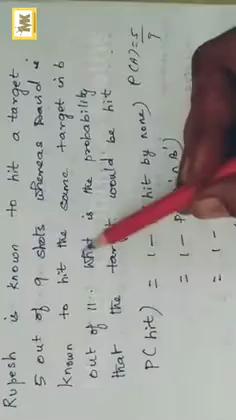 MK
Rupesh is known to hit a target
5 out of 9 shots whereas David is
known to hit the same target in 6
out of 11. What is the probability
that the target would be hit
P(hit) = 1 - hit by none) P(A) = 5/
= 1 - P ∩ B')
= 1 -